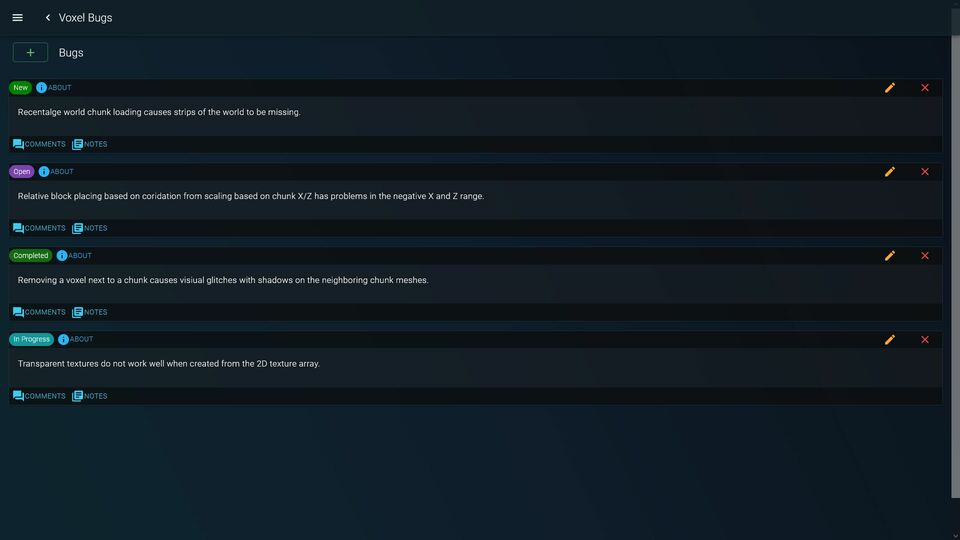 Voxel Bugs
Bugs
New ABOUT
Recentalge world chunk loading causes strips of the world to be missing.
COMMENTS NOTES
Open ABOUT
Relative block placing based on coridation from scaling based on chunk X/Z has problems in the negative X and Z range.
COMMENTS NOTES
Completed ABOUT
Removing a voxel next to a chunk causes visiual glitches with shadows on the neighboring chunk meshes.
COMMENTS NOTES
In Progress ABOUT
Transparent textures do not work well when created from the 2D texture array.
COMMENTS NOTES